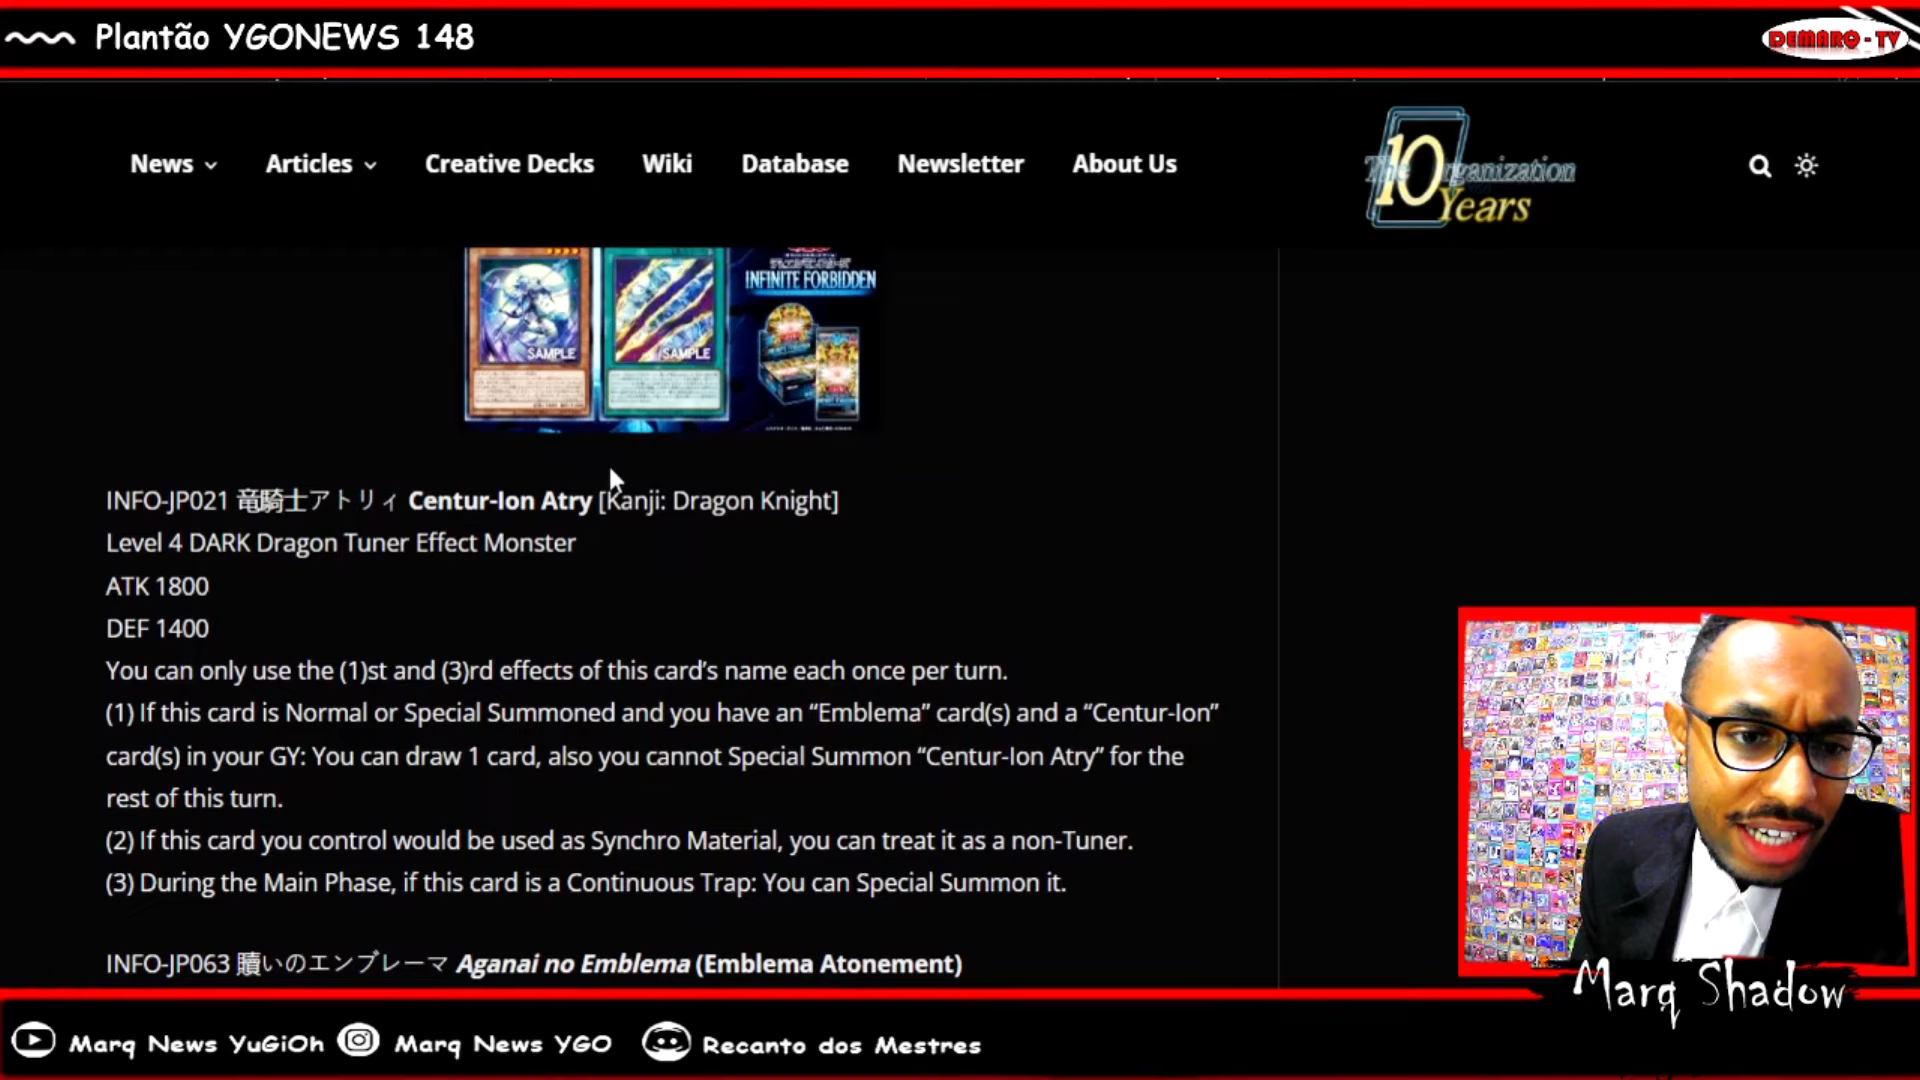 Plantão YGONEWS 148
DEMARQ-TV
News
Articles
Creative Decks
Wiki
Database
Newsletter
About Us
The Organization
10
Years
INFINITE FORBIDDEN
SAMPLE
SAMPLE
INFO-JP021 竜騎士アトリィ Centur-Ion Atry [Kanji: Dragon Knight]
Level 4 DARK Dragon Tuner Effect Monster
ATK 1800
DEF 1400
You can only use the (1)st and (3)rd effects of this card’s name each once per turn.
(1) If this card is Normal or Special Summoned and you have an “Emblema” card(s) and a “Centur-Ion”
card(s) in your GY: You can draw 1 card, also you cannot Special Summon “Centur-Ion Atry” for the
rest of this turn.
(2) If this card you control would be used as Synchro Material, you can treat it as a non-Tuner.
(3) During the Main Phase, if this card is a Continuous Trap: You can Special Summon it.
INFO-JP063 贖いのエンブレーマ Aganai no Emblema (Emblema Atonement)
Marq Shadow
Marq News YuGiOh
Marq News YGO
Recanto dos Mestres